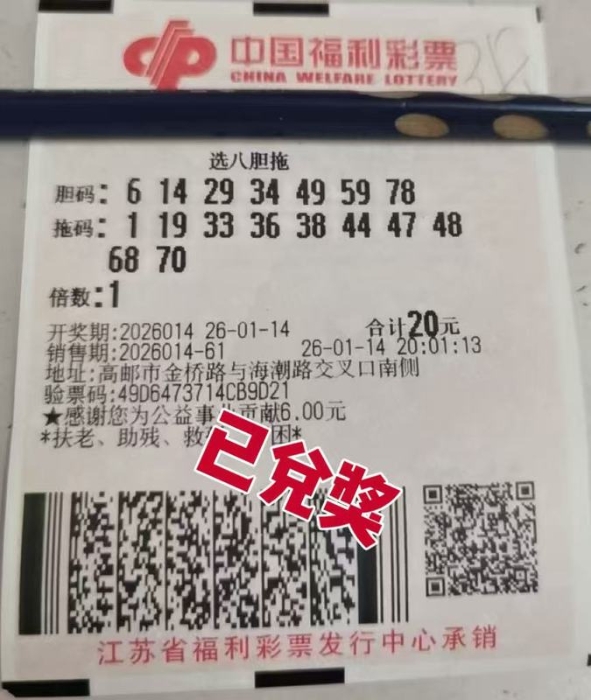 中国福利彩票
CHINA WELFARE LOTTERY
选八胆拖
胆码: 6 14 29 34 49 59 78
拖码: 1 19 33 36 38 44 47 48
68 70
倍数:1
开奖期:2026014 26-01-14 合计20元
销售期:2026014-61 26-01-14 20:01:13
地址:高邮市金桥路与海潮路交叉口南侧
验票码:49D6473714CB9D21
★感谢您为公益事业贡献6.00元
*扶老、助残、救 困*
已兑奖
江苏省福利彩票发行中心承销